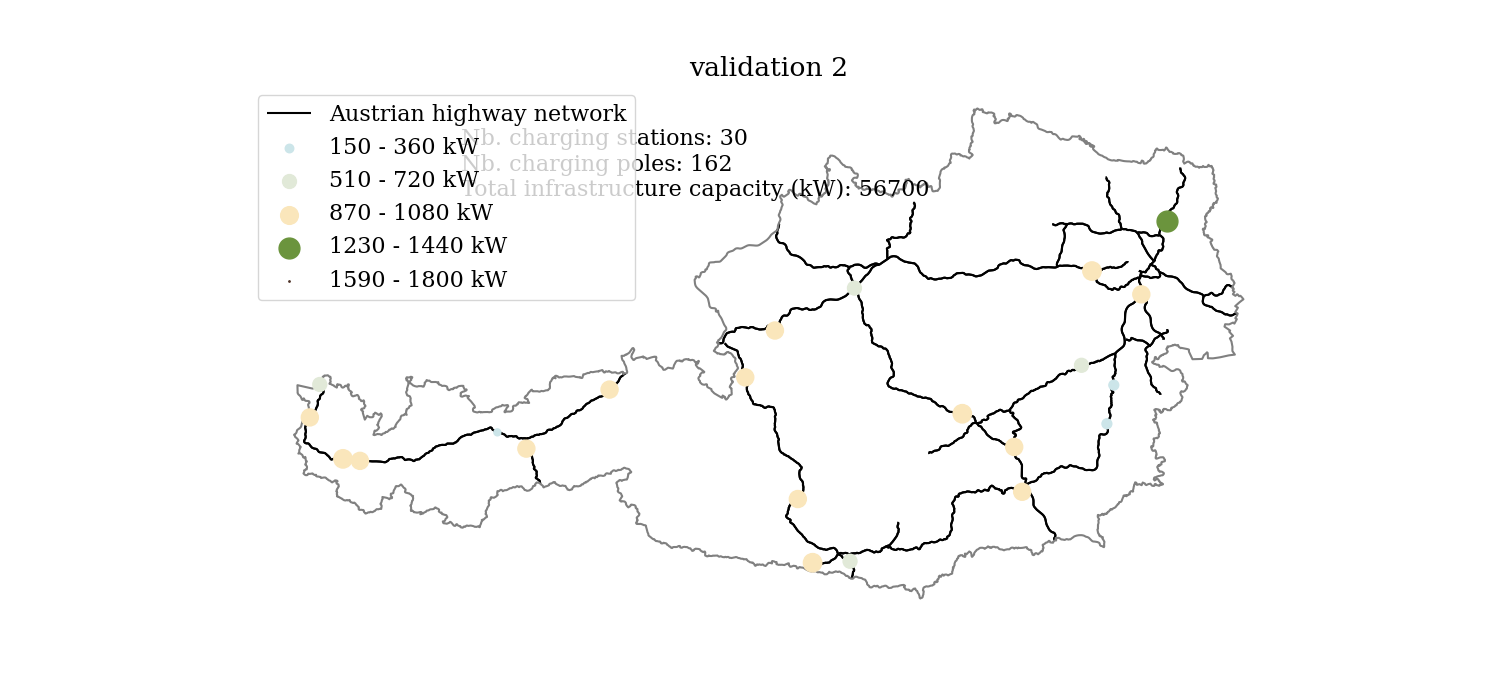 validation 2
Austrian highway network
150 - 360 kW
510 - 720 kW
870 - 1080 kW
1230 - 1440 kW
1590 - 1800 kW
Nb. charging stations: 30
Nb. charging poles: 162
Total infrastructure capacity (kW): 56700